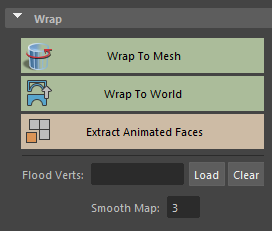 Wrap
Wrap To Mesh
Wrap To World
Extract Animated Faces
Flood Verts: Load Clear
Smooth Map: 3